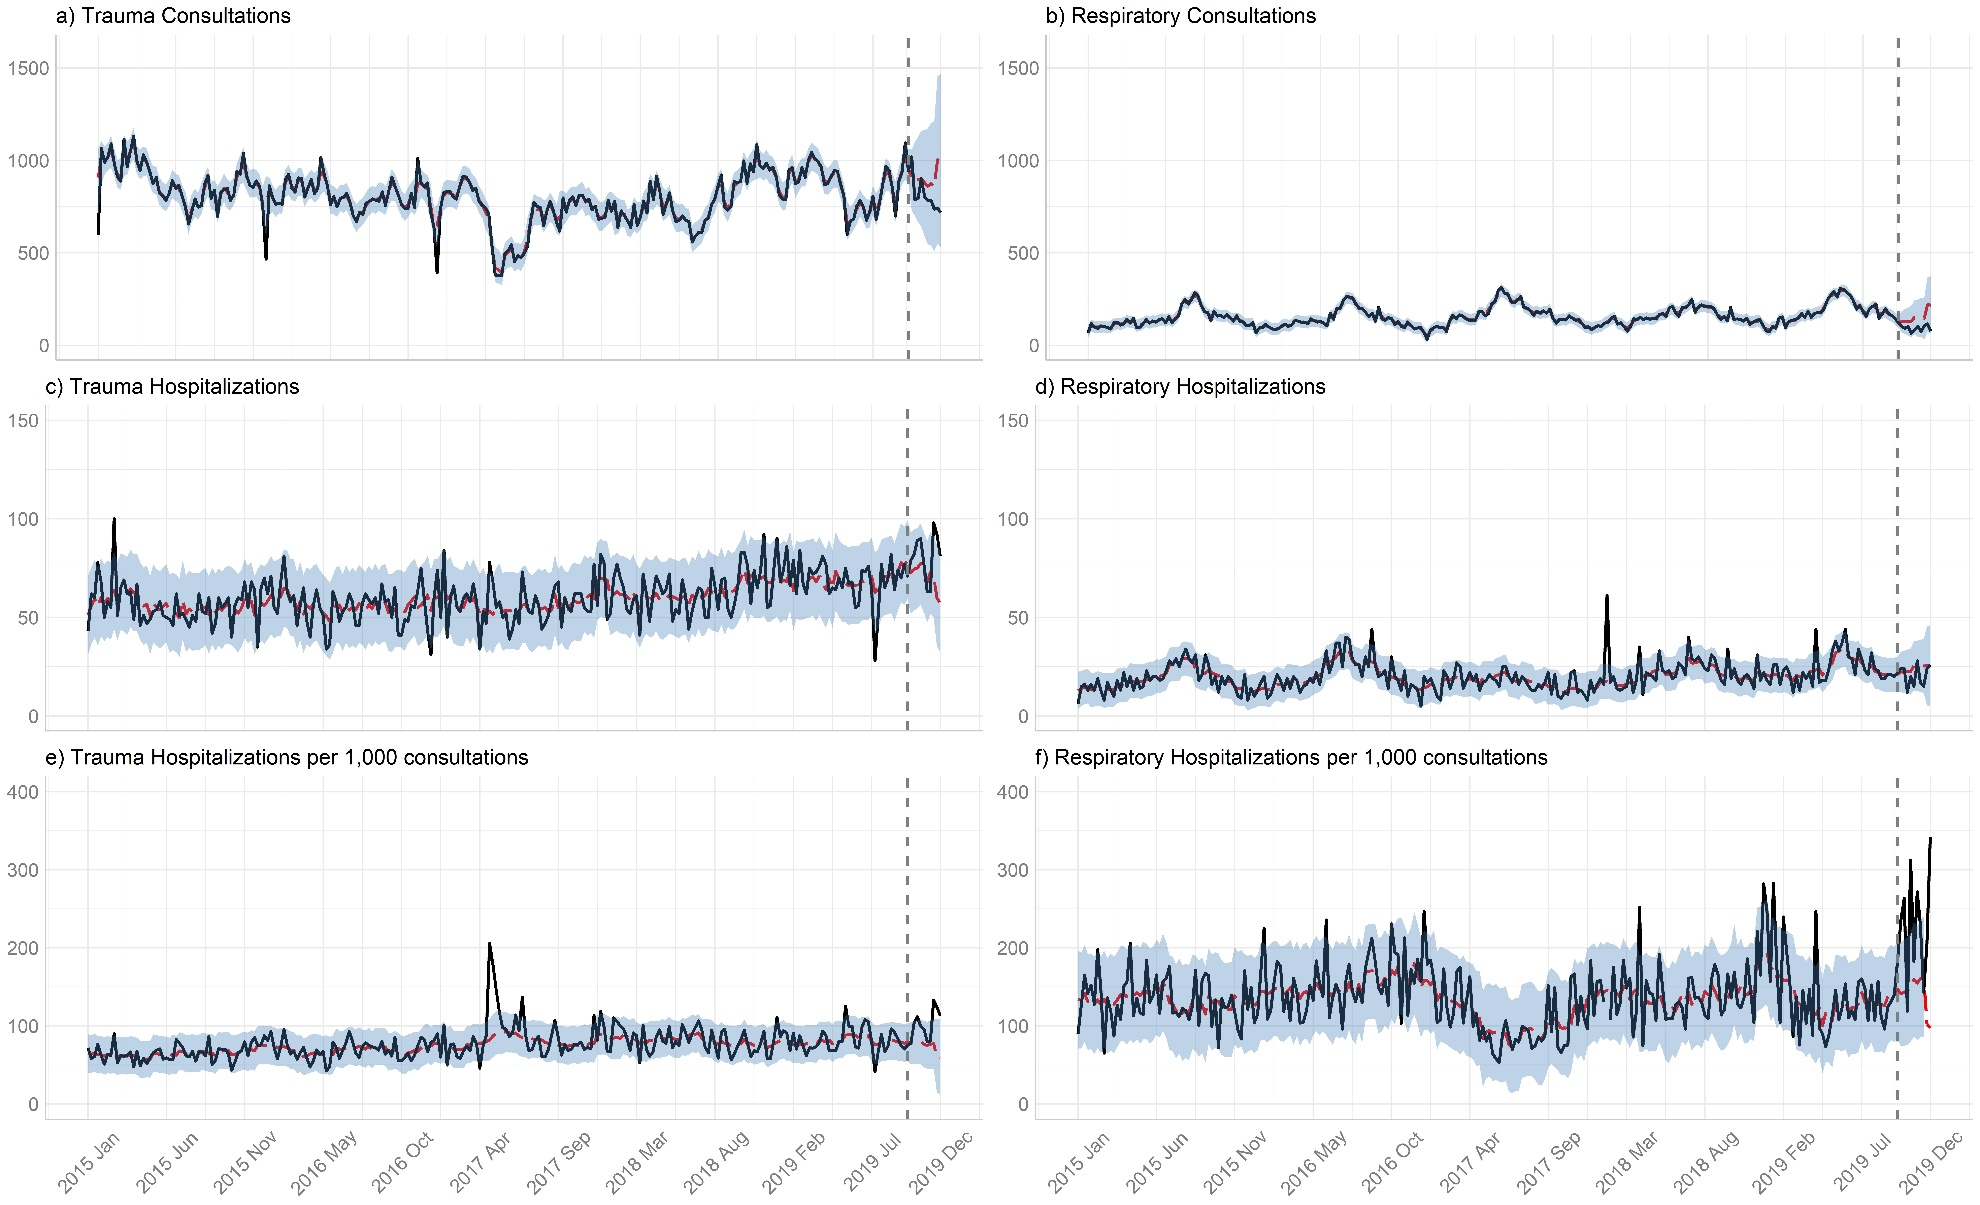 a) Trauma Consultations
1500
1000
500
0
b) Respiratory Consultations
1500
1000
500
0
c) Trauma Hospitalizations
150
100
50
0
d) Respiratory Hospitalizations
150
100
50
0
e) Trauma Hospitalizations per 1,000 consultations
400
300
200
100
0
2015 Jan
2015 Jun
2015 Nov
2016 May
2016 Oct
2017 Apr
2017 Sep
2018 Mar
2018 Aug
2019 Feb
2019 Jul
2019 Dec
f) Respiratory Hospitalizations per 1,000 consultations
400
300
200
100
0
2015 Jan
2015 Jun
2015 Nov
2016 May
2016 Oct
2017 Apr
2017 Sep
2018 Mar
2018 Aug
2019 Feb
2019 Jul
2019 Dec